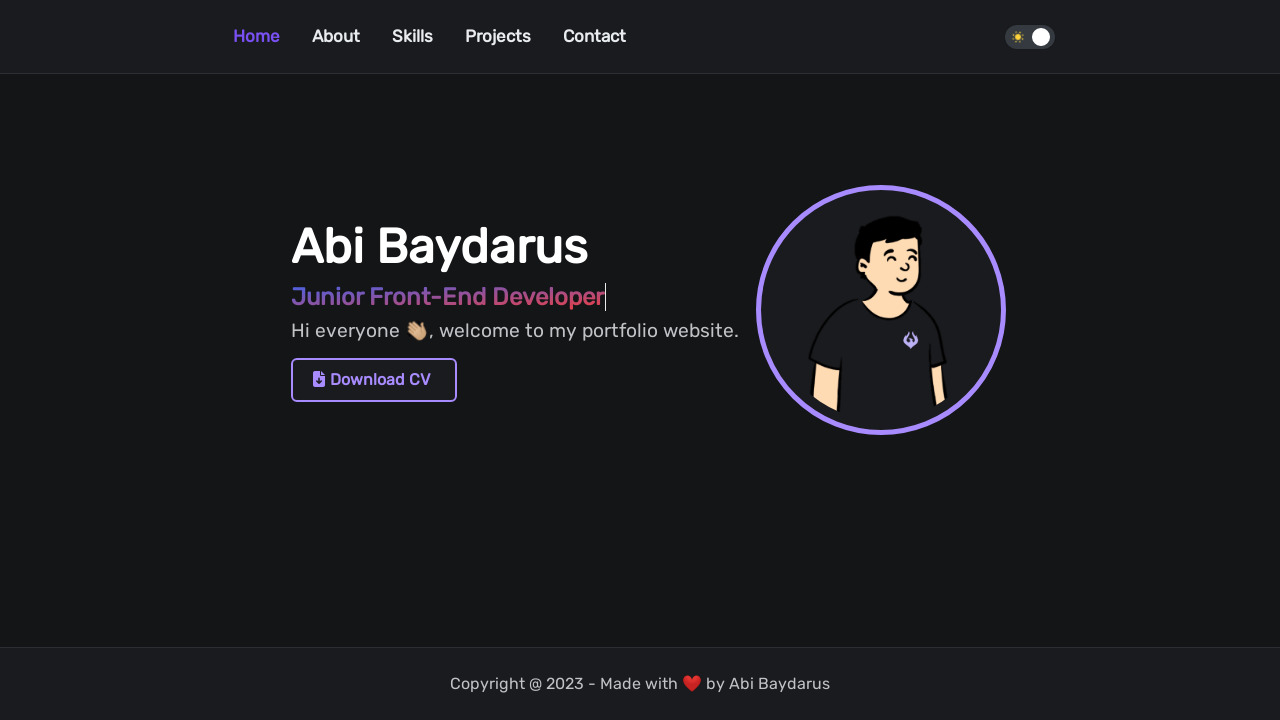 Home About Skills Projects Contact
Abi Baydarus
Junior Front-End Developer
Hi everyone 👋🏼, welcome to my portfolio website.
Download CV
Copyright @ 2023 - Made with ❤️ by Abi Baydarus